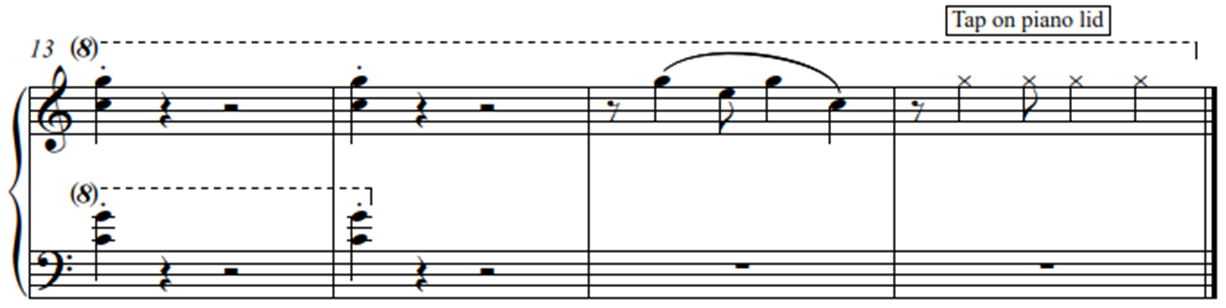 Tap on piano lid
13
(8)
(8)